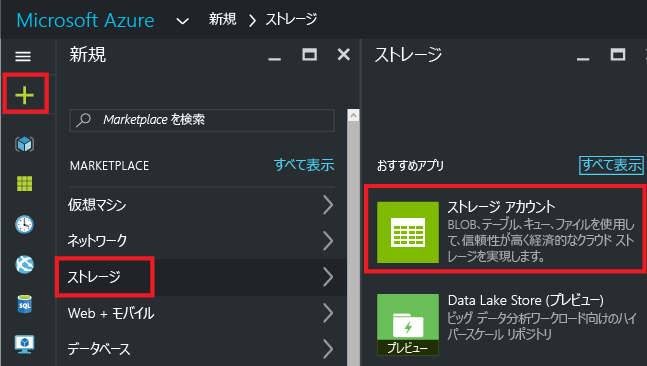 Microsoft Azure 新規 ストレージ
新規
Marketplace を検索
MARKETPLACE すべて表示
仮想マシン
ネットワーク
ストレージ
Web + モバイル
データベース
SQL
ストレージ
おすすめアプリ すべて表示
ストレージ アカウント
BLOB、テーブル、キュー、ファイルを使用し
て、信頼性が高く経済的なクラウド スト
レージを実現します。
Data Lake Store (プレビュー)
ビッグ データ分析ワークロード向けのハイ
パースケール リポジトリ
プレビュー